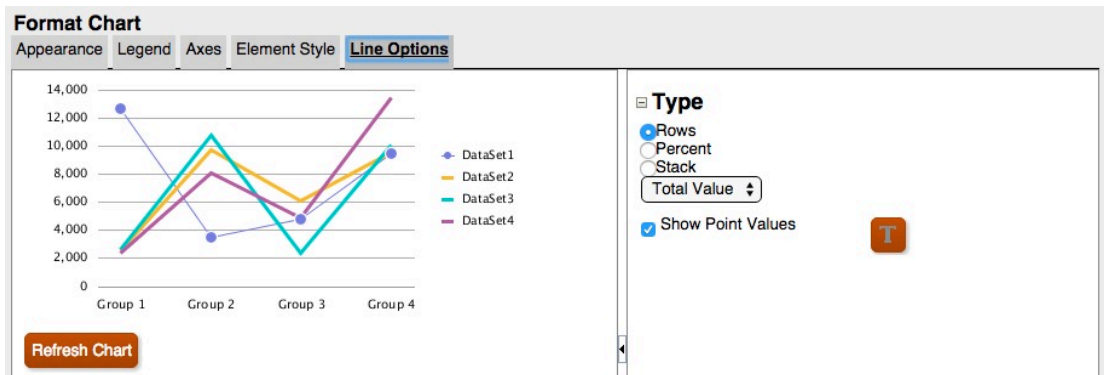 Format Chart
Appearance Legend Axes Element Style Line Options
14,000
12,000
10,000
8,000
6,000
4,000
2,000
0
Group 1 Group 2 Group 3 Group 4
DataSet1
DataSet2
DataSet3
DataSet4
Refresh Chart
Type
Rows
Percent
Stack
Total Value
Show Point Values
T